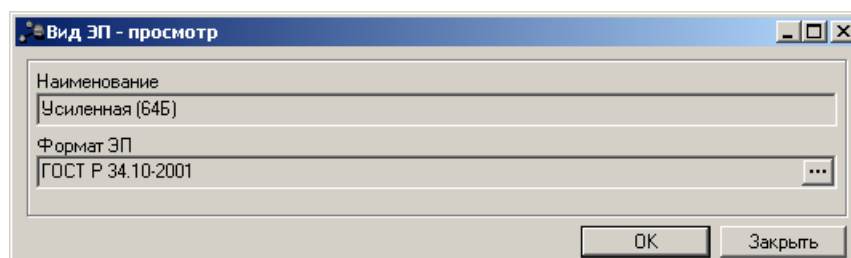 Вид ЭП - просмотр
Наименование
Усиленная (64Б)
Формат ЭП
ГОСТ Р 34.10-2001
...
OK
Закрыть